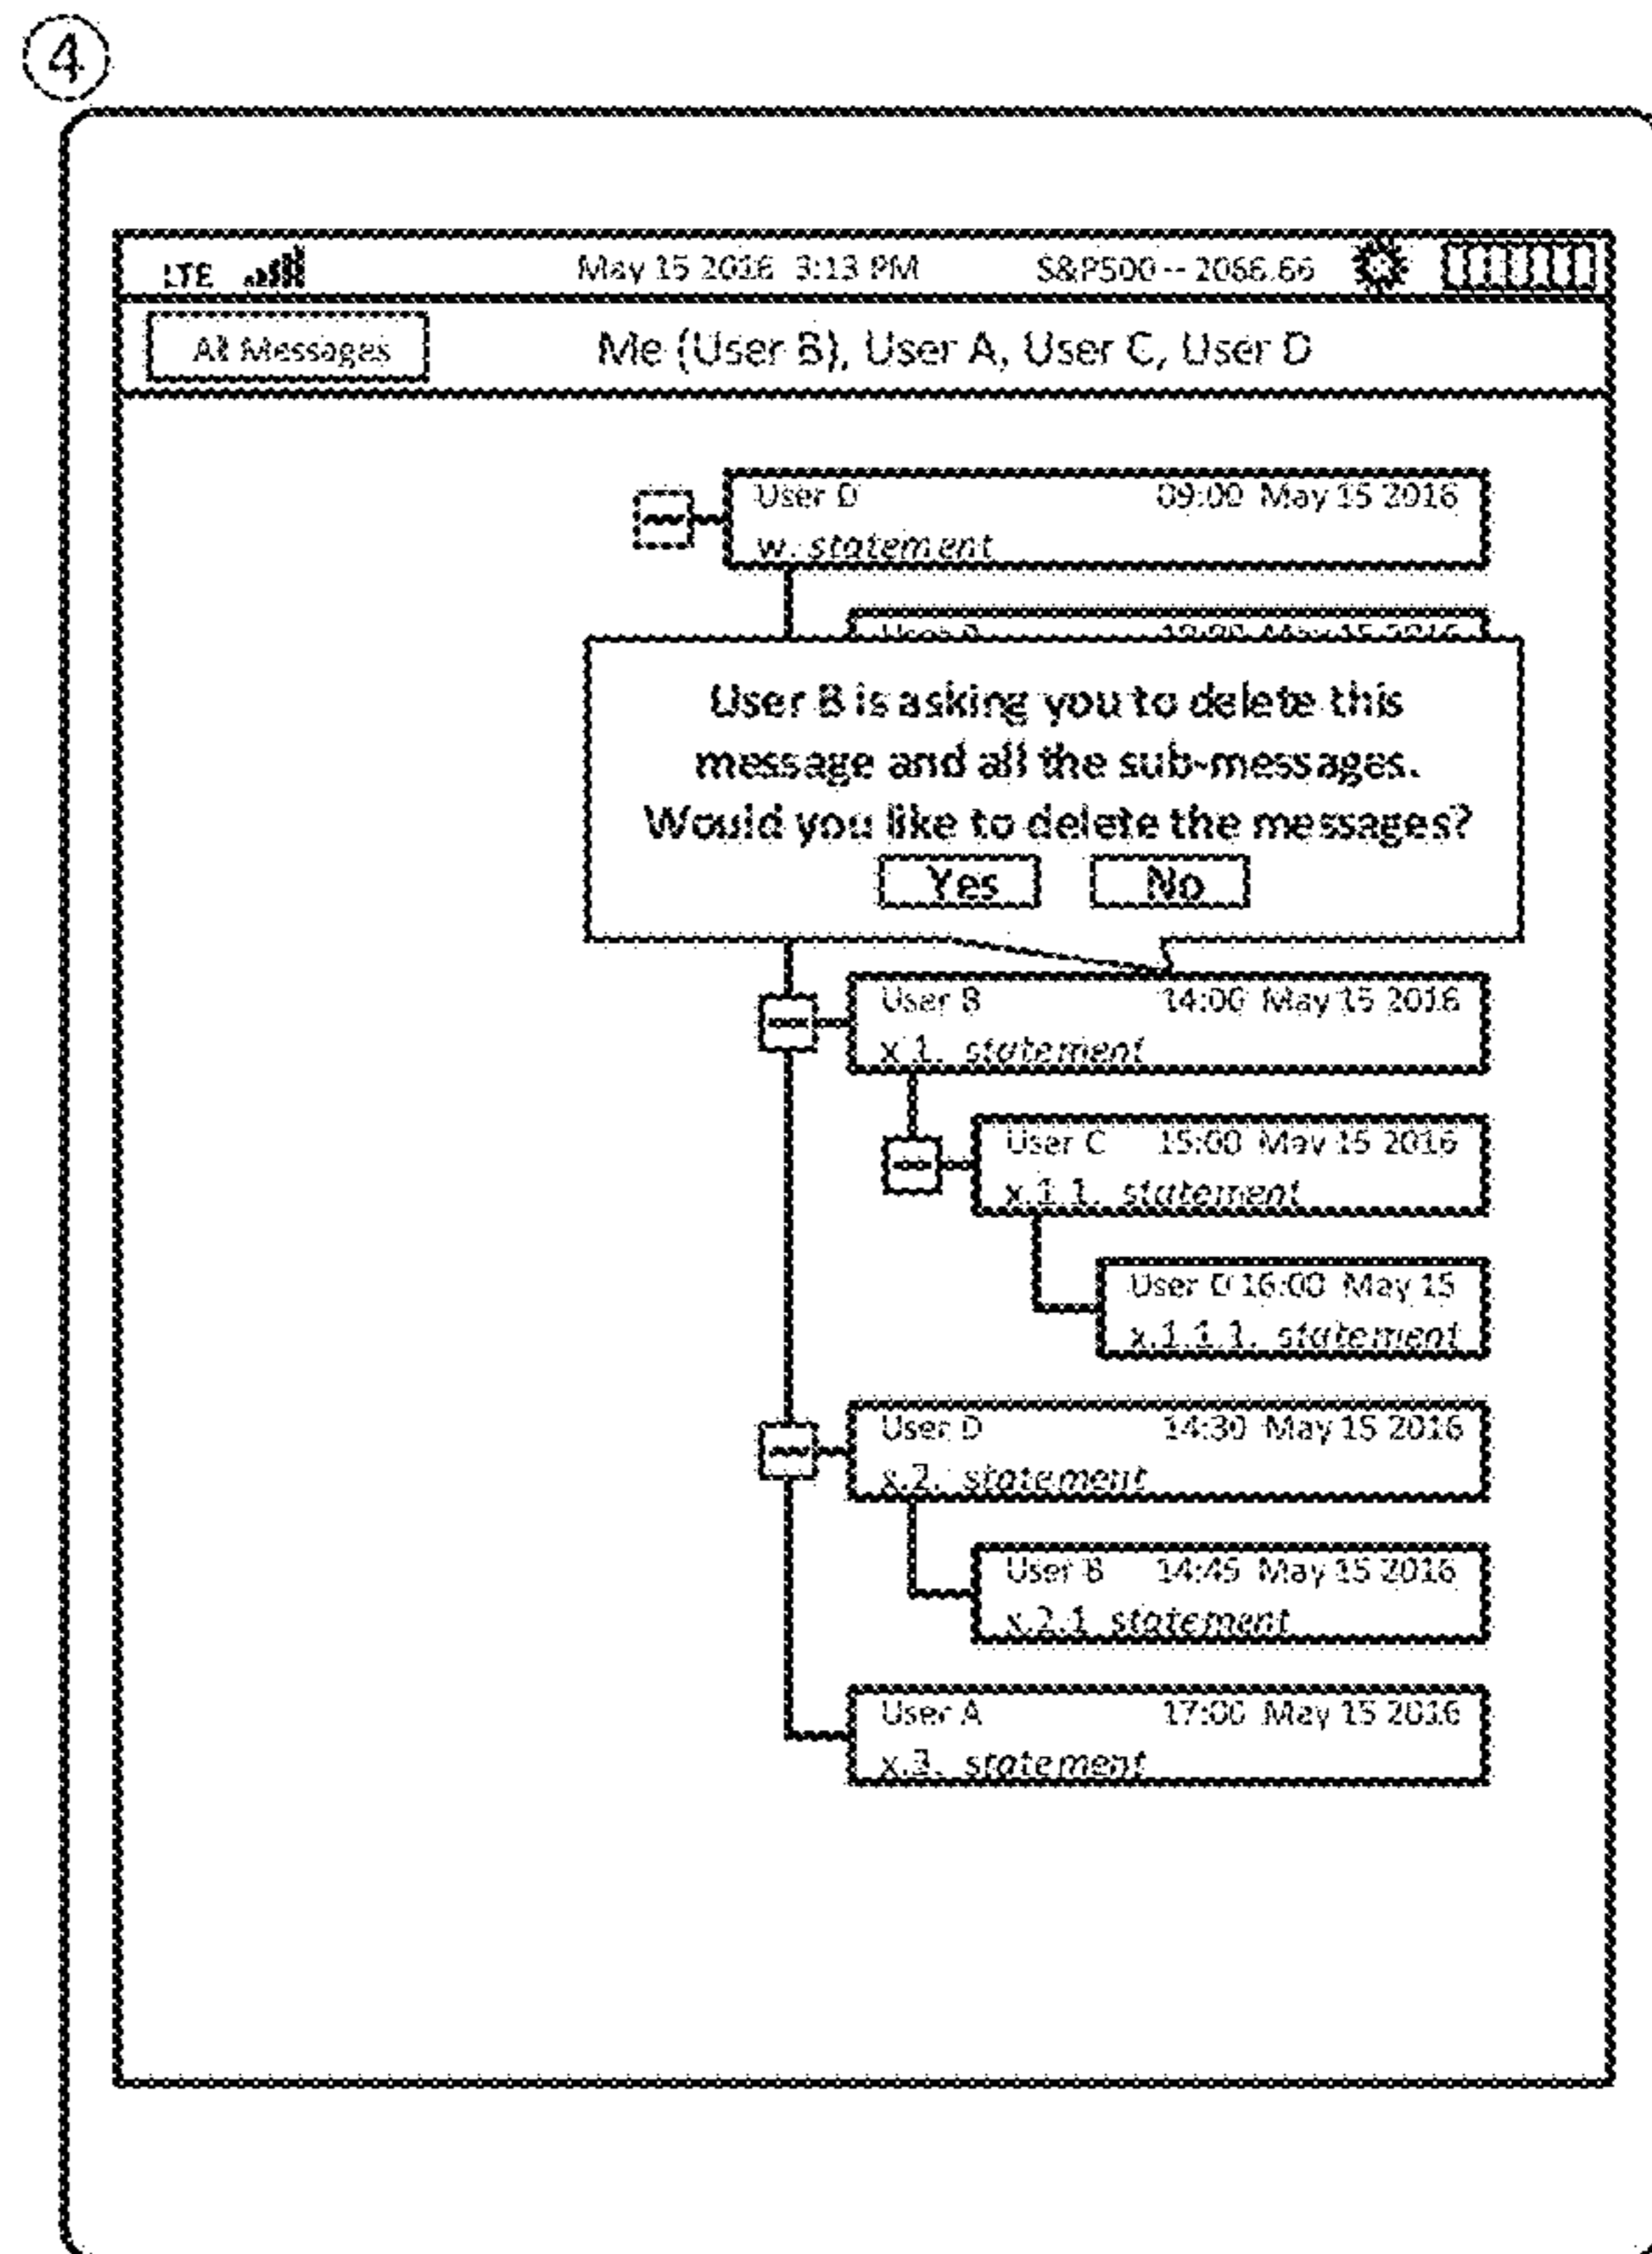 4
LTE May 15 2016 3:13 PM S&P500 -- 2066.66
All Messages Me (User B), User A, User C, User D
User D 09:00 May 15 2016
w. statement
May 15 2016
User B is asking you to delete this
message and all the sub-messages.
Would you like to delete the messages?
Yes No
User B 14:00 May 15 2016
x.1. statement
User C 15:00 May 15 2016
x.1.1. statement
User D 16:00 May 15
x.1.1.1. statement
User D 14:30 May 15 2016
x.2. statement
User B 14:45 May 15 2016
x.2.1 statement
User A 17:00 May 15 2016
x.3. statement